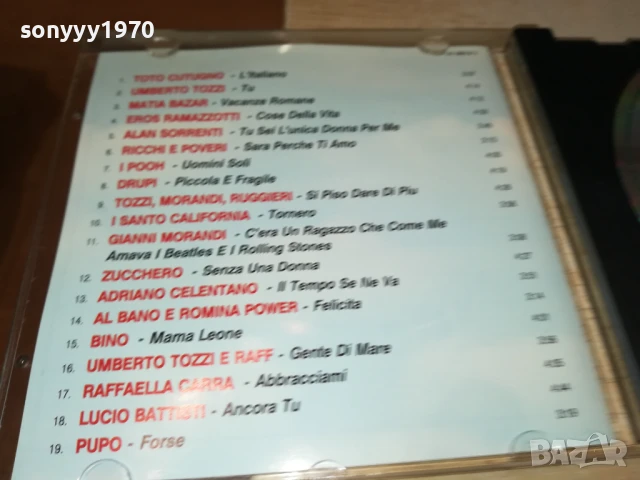 sonyyy1970
1. TOTO CUTUGNO - L'Italiano
2. UMBERTO TOZZI - Tu
3. MATIA BAZAR - Vacanze Romane
4. EROS RAMAZZOTTI - Cose Della Vita
5. ALAN SORRENTI - Tu Sei L'unica Donna Per Me
6. RICCHI E POVERI - Sara Perche Ti Amo
7. I POOH - Uomini Soli
8. DRUPI - Piccola E Fragile
9. TOZZI, MORANDI, RUGGIERI - Si Piso Dare Di Piu
10. I SANTO CALIFORNIA - Tornero
11. GIANNI MORANDI - C'era Un Ragazzo Che Come Me
Amava I Beatles E I Rolling Stones
12. ZUCCHERO - Senza Una Donna
13. ADRIANO CELENTANO - Il Tempo Se Ne Va
14. AL BANO E ROMINA POWER - Felicita
15. BINO - Mama Leone
16. UMBERTO TOZZI E RAFF - Gente Di Mare
17. RAFFAELLA CARRA - Abbracciami
18. LUCIO BATTISTI - Ancora Tu
19. PUPO - Forse
BAZAR